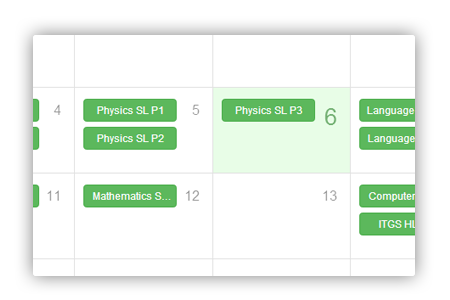 4
Physics SL P1
5
Physics SL P3
6
Language
Physics SL P2
Language
11
Mathematics S...
12
13
Computer
ITGS HL